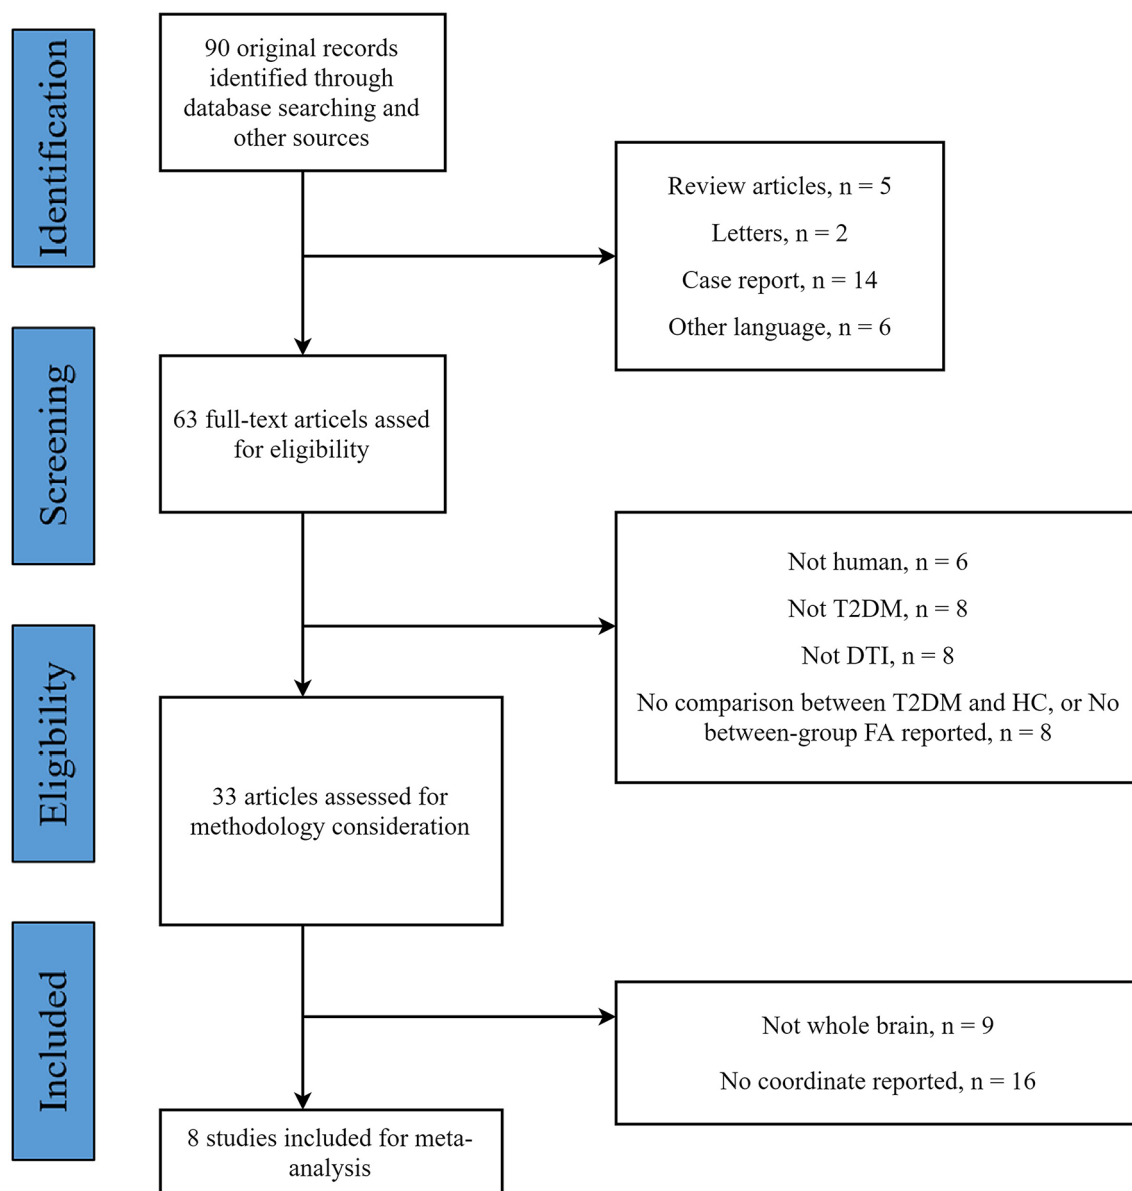 Identification
90 original records
identified through
database searching and
other sources
Review articles, n = 5
Letters, n = 2
Case report, n = 14
Other language, n = 6
Screening
63 full-text articels assed
for eligibility
Not human, n = 6
Not T2DM, n = 8
Not DTI, n = 8
No comparison between T2DM and HC, or No
between-group FA reported, n = 8
Eligibility
33 articles assessed for
methodology consideration
Included
Not whole brain, n = 9
No coordinate reported, n = 16
8 studies included for meta-
analysis